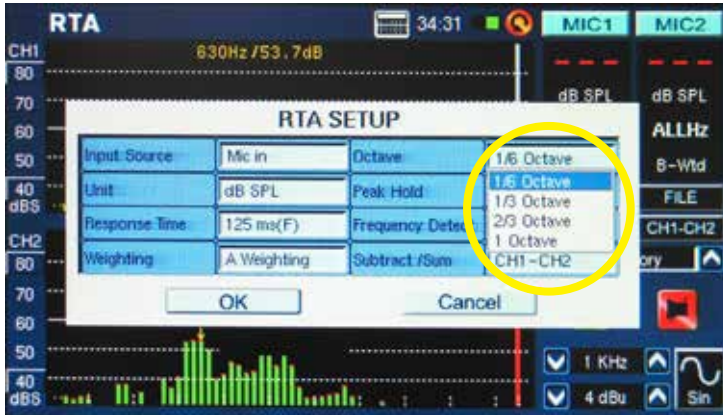 RTA 34:31 MIC1 MIC2
CH1 630Hz/53.7dB
80
70 dB SPL dB SPL
RTA SETUP
60 ALLHz
Input Source Mic in Octave 1/6 Octave
50 B-Wtd
1/6 Octave
Unit dB SPL Peak Hold
40 FILE
1/3 Octave
dBS
2/3 Octave
Response Time 125 ms(F) Frequency Detec CH1-CH2
1 Octave
CH2
Weighting A Weighting Subtract /Sum CH1-CH2 ory
80
70 OK Cancel
60
50 1 KHz
40
dBS 4 dBu Sin